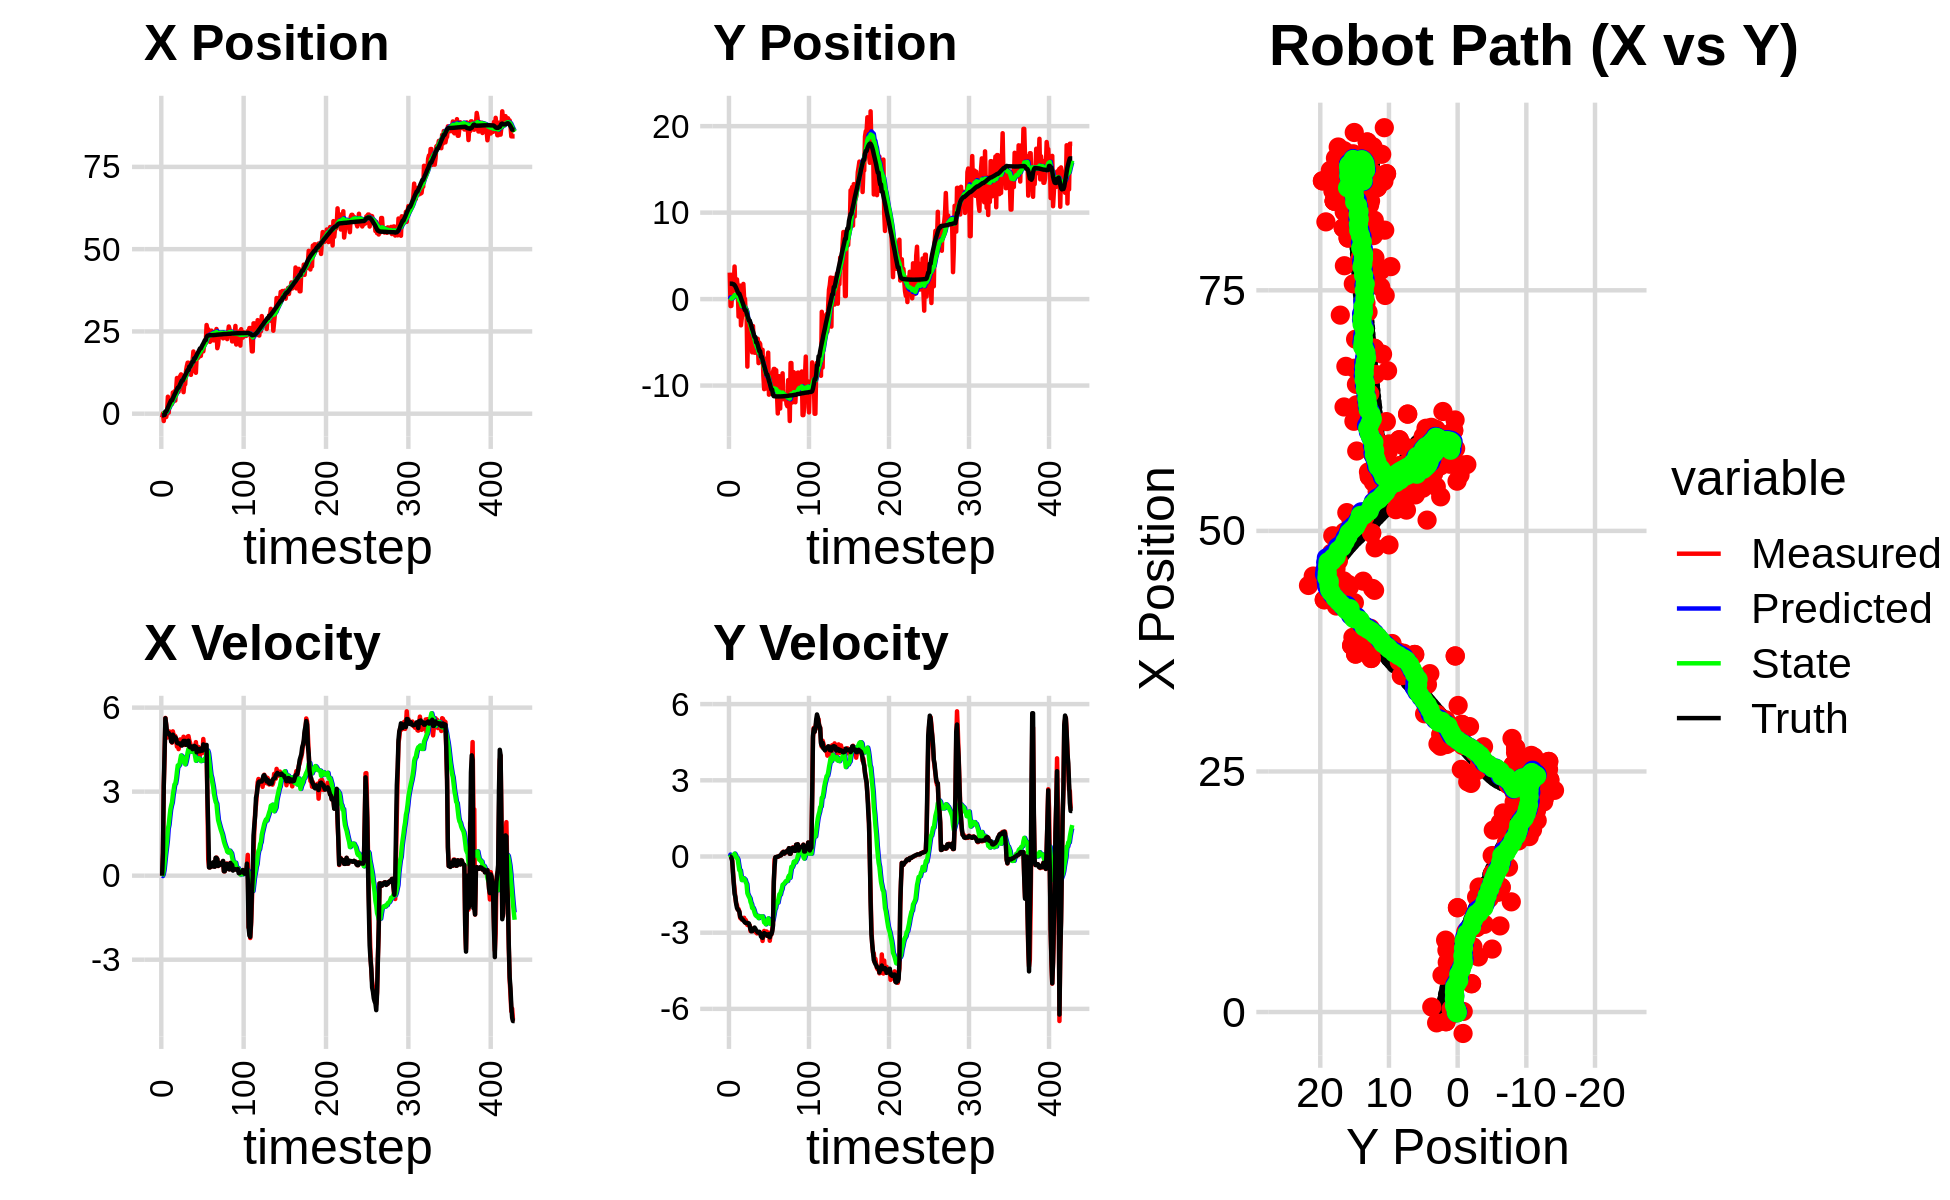 X Position
75
50
25
0
0
100
200
300
400
timestep
Y Position
20
10
0
-10
0
100
200
300
400
timestep
X Velocity
6
3
0
-3
0
100
200
300
400
timestep
Y Velocity
6
3
0
-3
-6
0
100
200
300
400
timestep
Robot Path (X vs Y)
X Position
75
50
25
0
20 10 0 -10 -20
Y Position
variable
Measured
Predicted
State
Truth